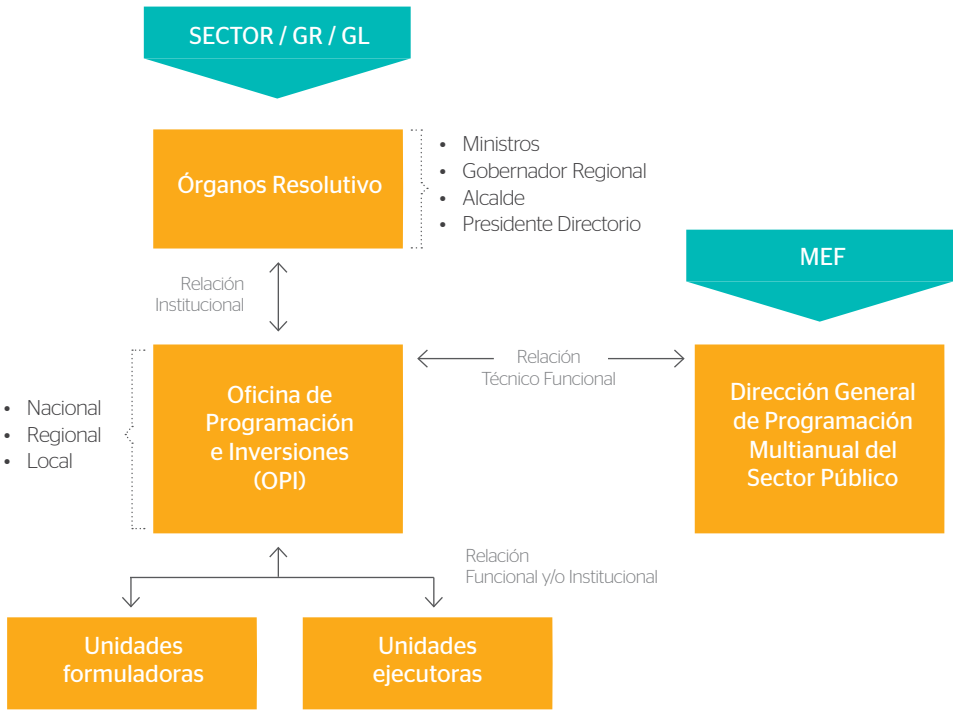 SECTOR / GR / GL
Órganos Resolutivo
• Ministros
• Gobernador Regional
• Alcalde
• Presidente Directorio
MEF
Relación
Institucional
• Nacional
• Regional
• Local
Oficina de
Programación
e Inversiones
(OPI)
Relación
Técnico Funcional
Dirección General
de Programación
Multianual del
Sector Público
Relación
Funcional y/o Institucional
Unidades
formuladoras
Unidades
ejecutoras